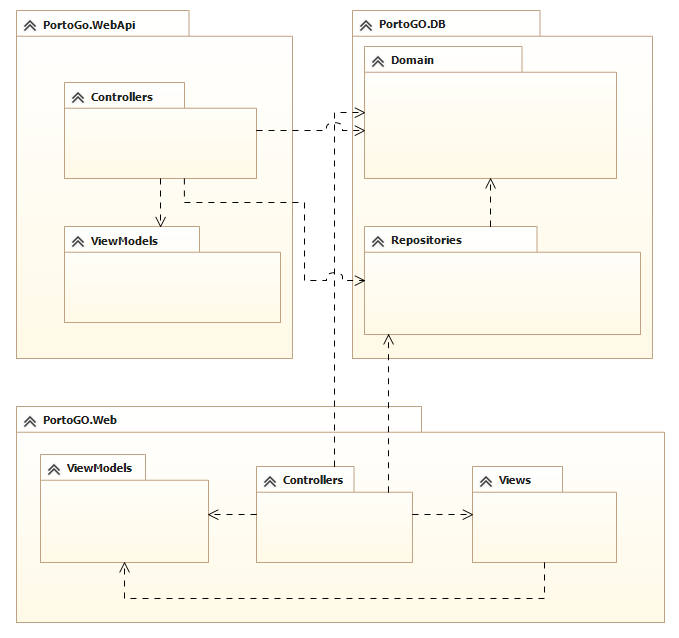 PortoGo.WebApi
Controllers
ViewModels
PortoGO.DB
Domain
Repositories
PortoGO.Web
ViewModels
Controllers
Views